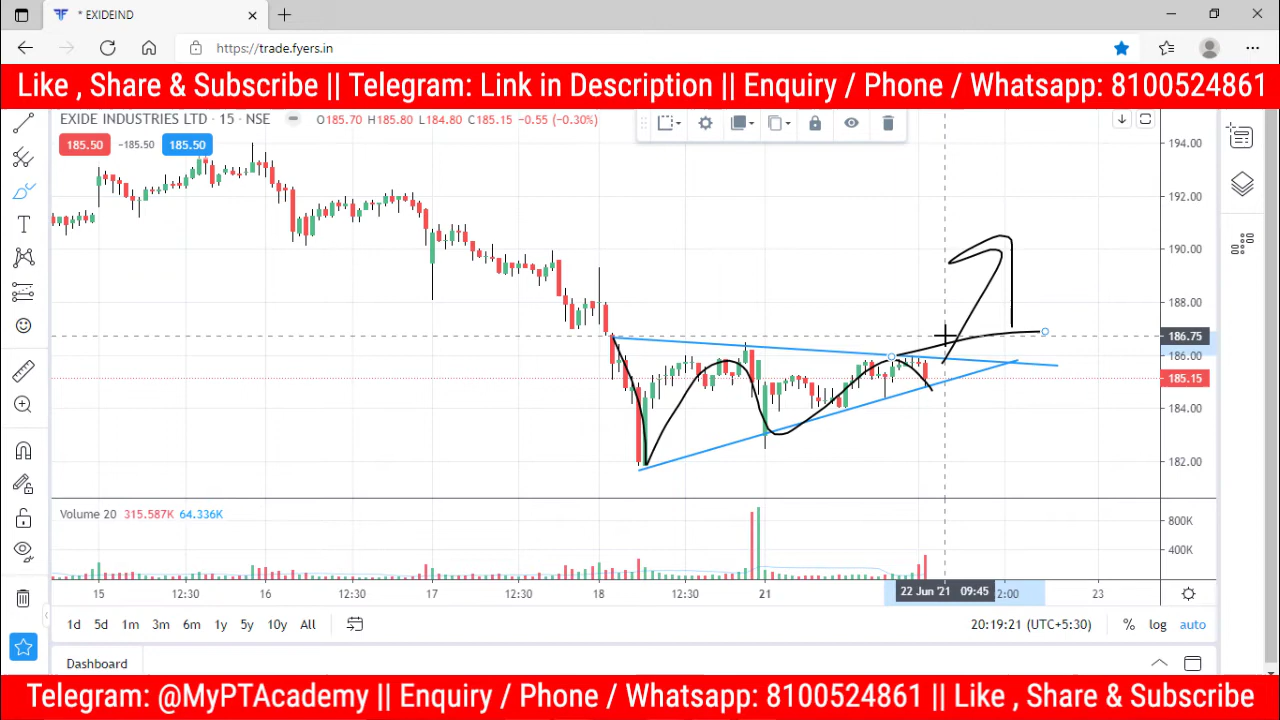 * EXIDEIND
https://trade.fyers.in
Like , Share & Subscribe || Telegram: Link in Description || Enquiry / Phone / Whatsapp: 8100524861
EXIDE INDUSTRIES LTD · 15 · NSE O185.70 H185.80 L184.80 C185.15 −0.55 (−0.30%)
185.50 −185.50 185.50
194.00
192.00
190.00
188.00
186.75
186.00
185.15
184.00
182.00
Volume 20 315.587K 64.336K
800K
400K
15 12:30 16 12:30 17 12:30 18 12:30 21 22 Jun '21 09:45 2:00 23
1d 5d 1m 3m 6m 1y 5y 10y All 20:19:21 (UTC+5:30) % log auto
Dashboard
Telegram: @MyPTAcademy || Enquiry / Phone / Whatsapp: 8100524861 || Like , Share & Subscribe